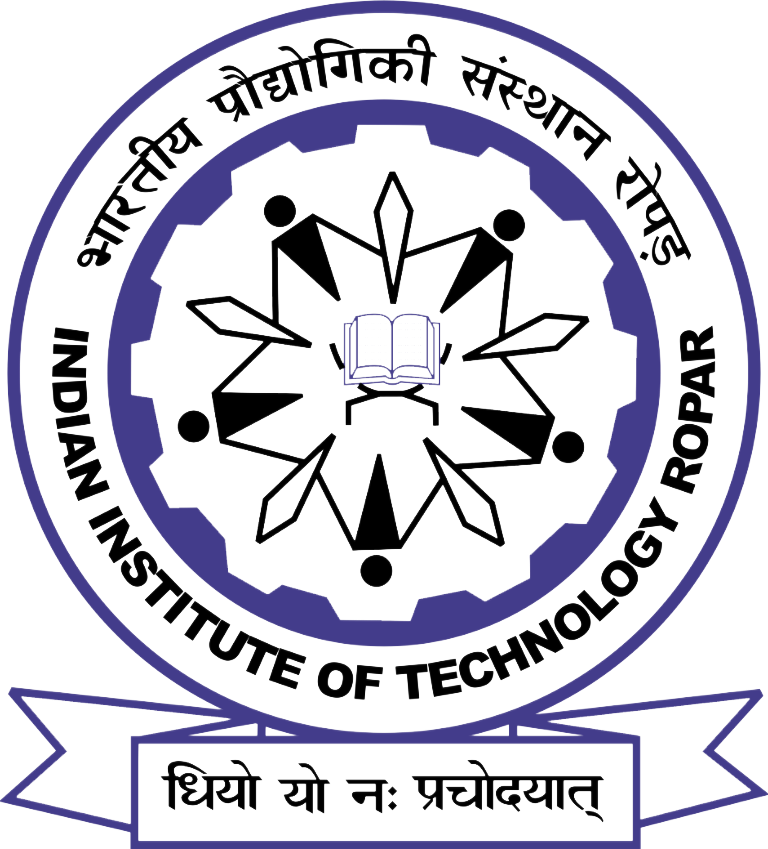 भारतीय प्रौद्योगिकी संस्थान रोपड़
INDIAN INSTITUTE OF TECHNOLOGY ROPAR
धियो यो नः प्रचोदयात्